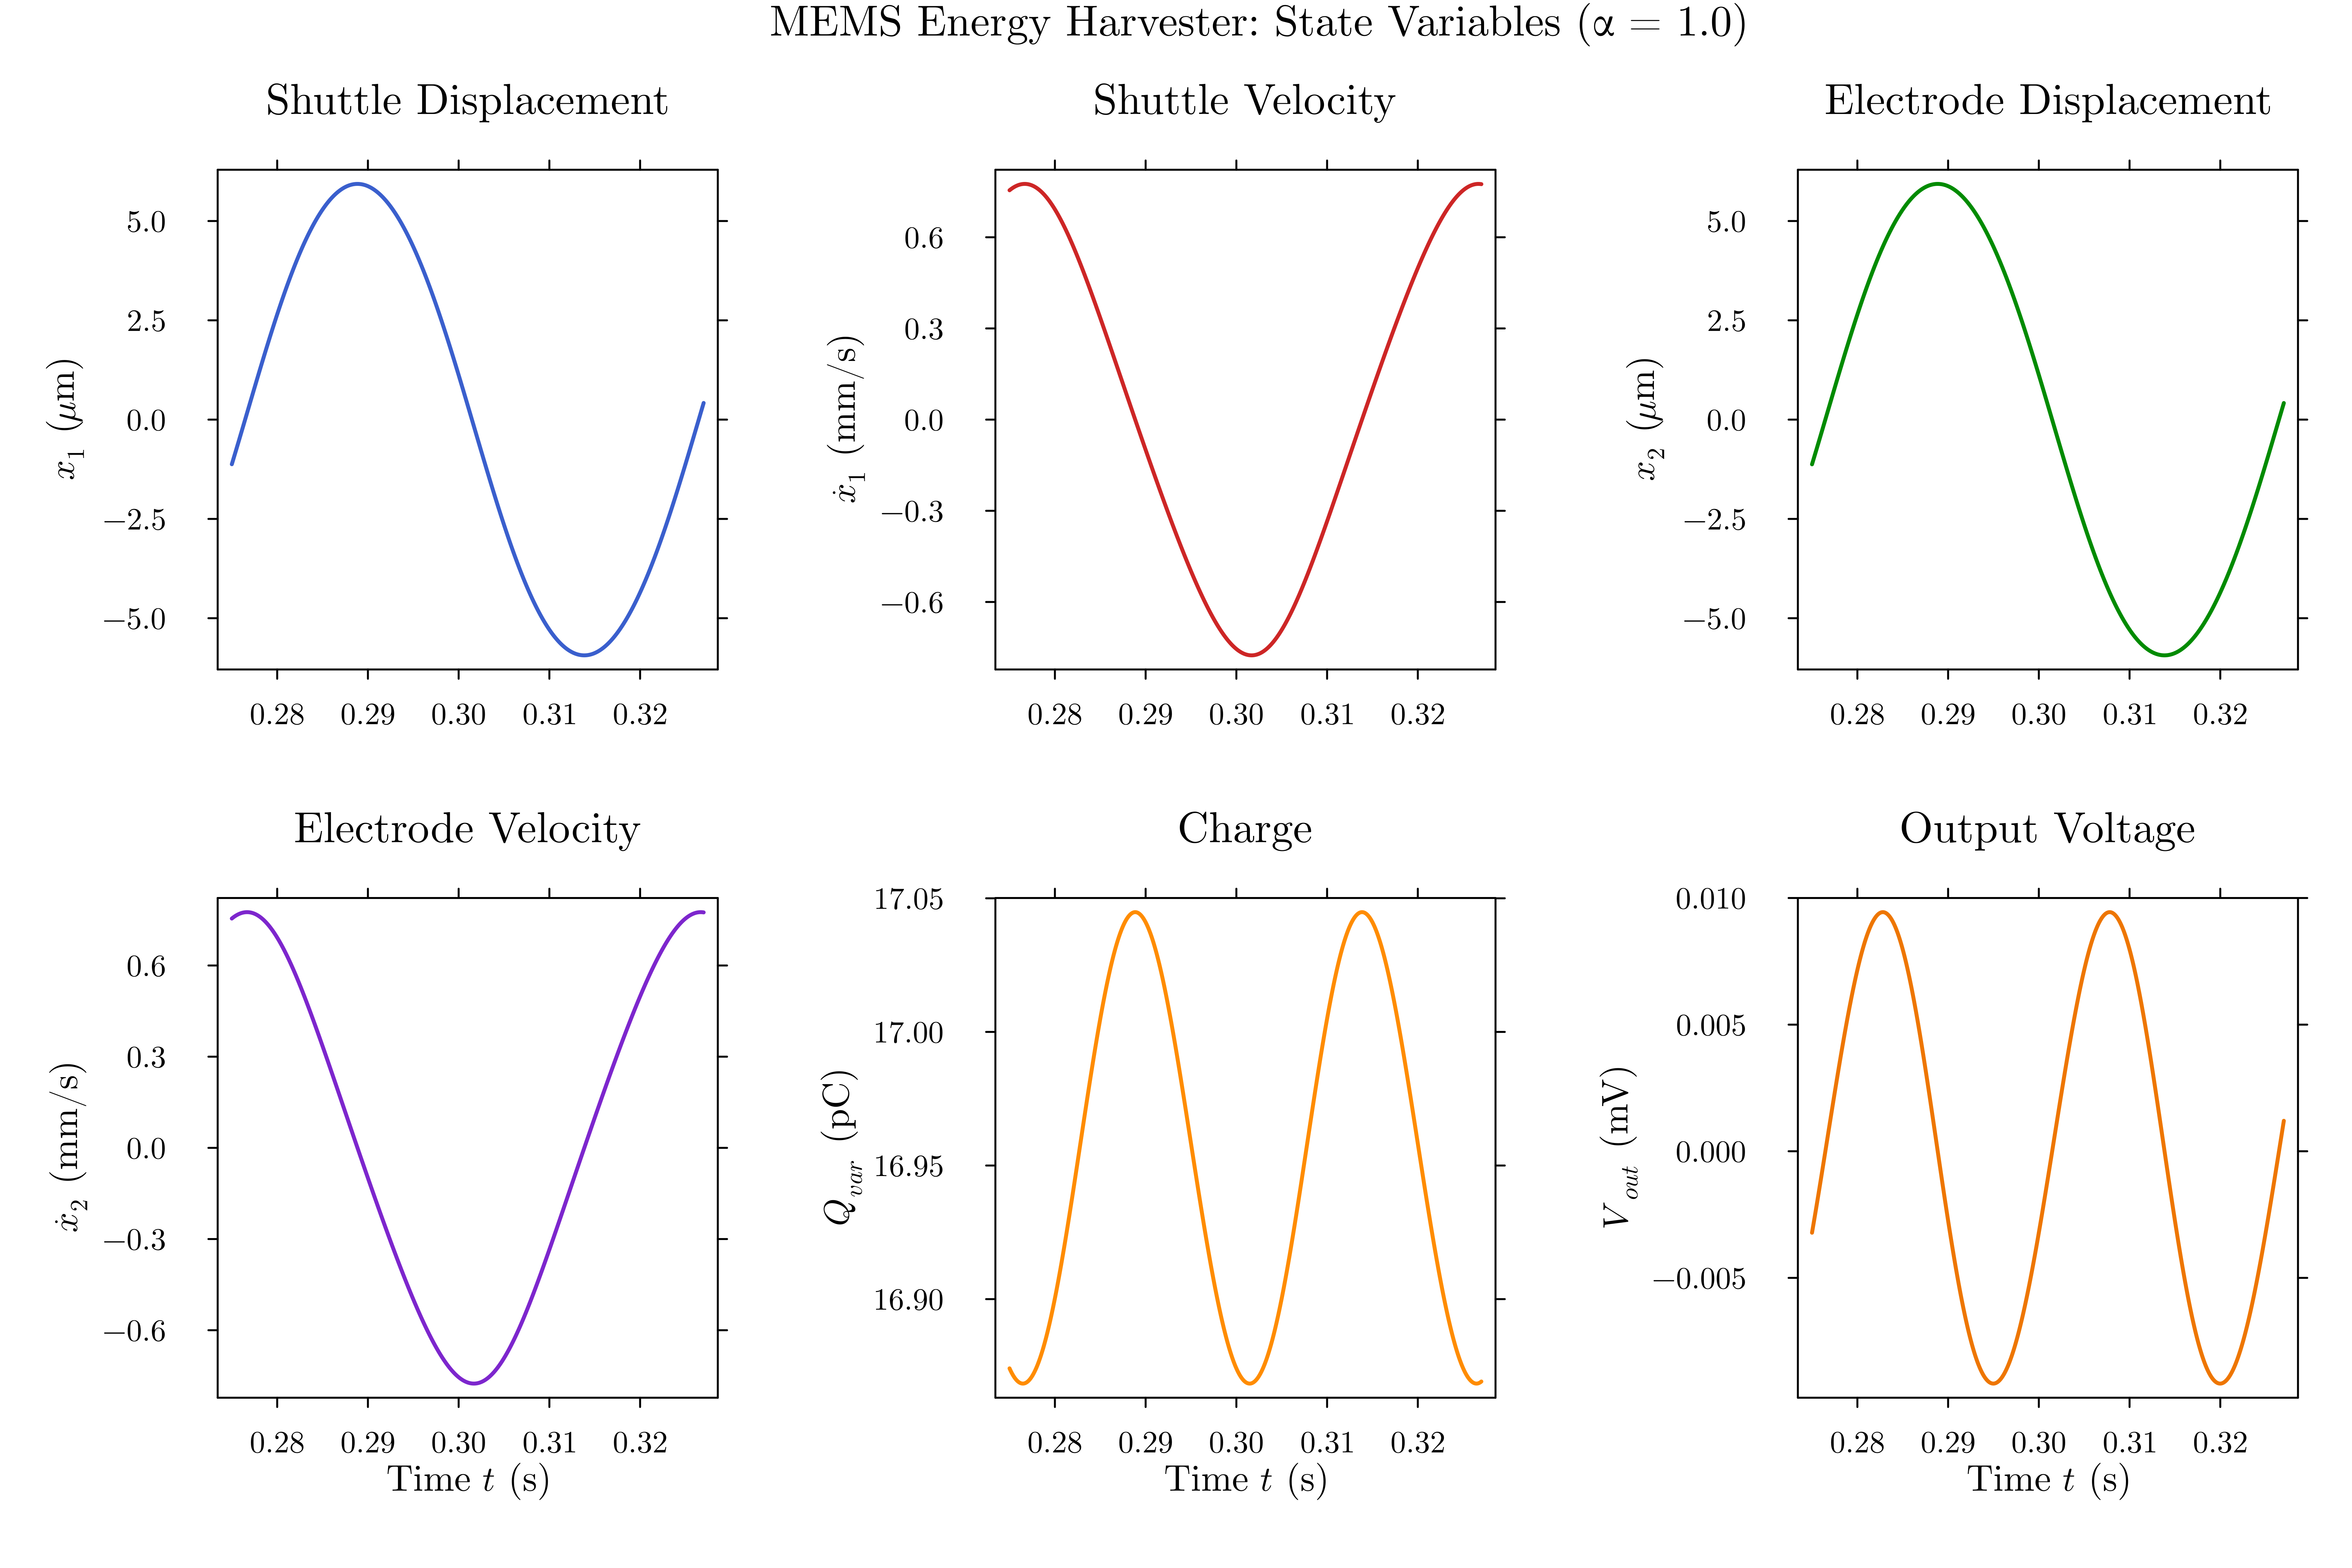 MEMS Energy Harvester: State Variables (α = 1.0)
Shuttle Displacement
x₁ (μm)
5.0
2.5
0.0
−2.5
−5.0
0.28 0.29 0.30 0.31 0.32
Shuttle Velocity
ẋ₁ (mm/s)
0.6
0.3
0.0
−0.3
−0.6
0.28 0.29 0.30 0.31 0.32
Electrode Displacement
x₂ (μm)
5.0
2.5
0.0
−2.5
−5.0
0.28 0.29 0.30 0.31 0.32
Electrode Velocity
ẋ₂ (mm/s)
0.6
0.3
0.0
−0.3
−0.6
0.28 0.29 0.30 0.31 0.32
Time t (s)
Charge
Q_var (pC)
17.05
17.00
16.95
16.90
0.28 0.29 0.30 0.31 0.32
Time t (s)
Output Voltage
V_out (mV)
0.010
0.005
0.000
−0.005
0.28 0.29 0.30 0.31 0.32
Time t (s)